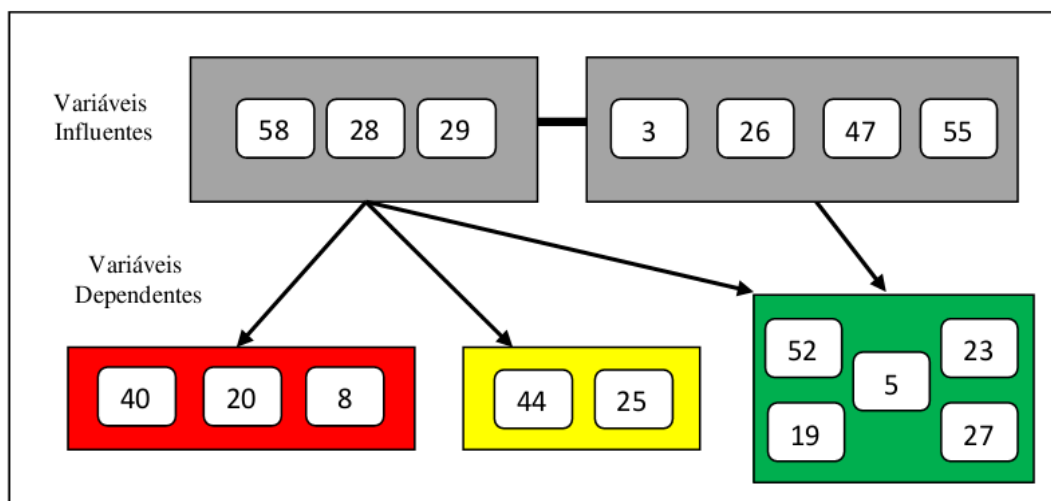 Variáveis
Influentes
58 28 29
3 26 47 55
Variáveis
Dependentes
40 20 8
44 25
52 23
5
19 27